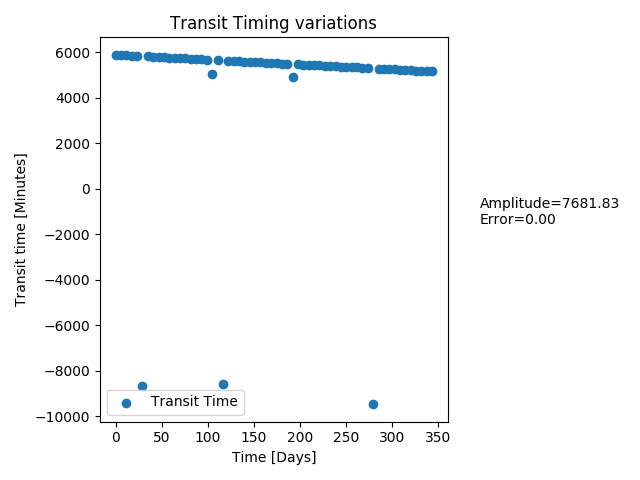 Transit Timing variations
Transit time [Minutes]
6000
4000
2000
0
−2000
−4000
−6000
−8000
−10000
Transit Time
0 50 100 150 200 250 300 350
Time [Days]
Amplitude=7681.83
Error=0.00